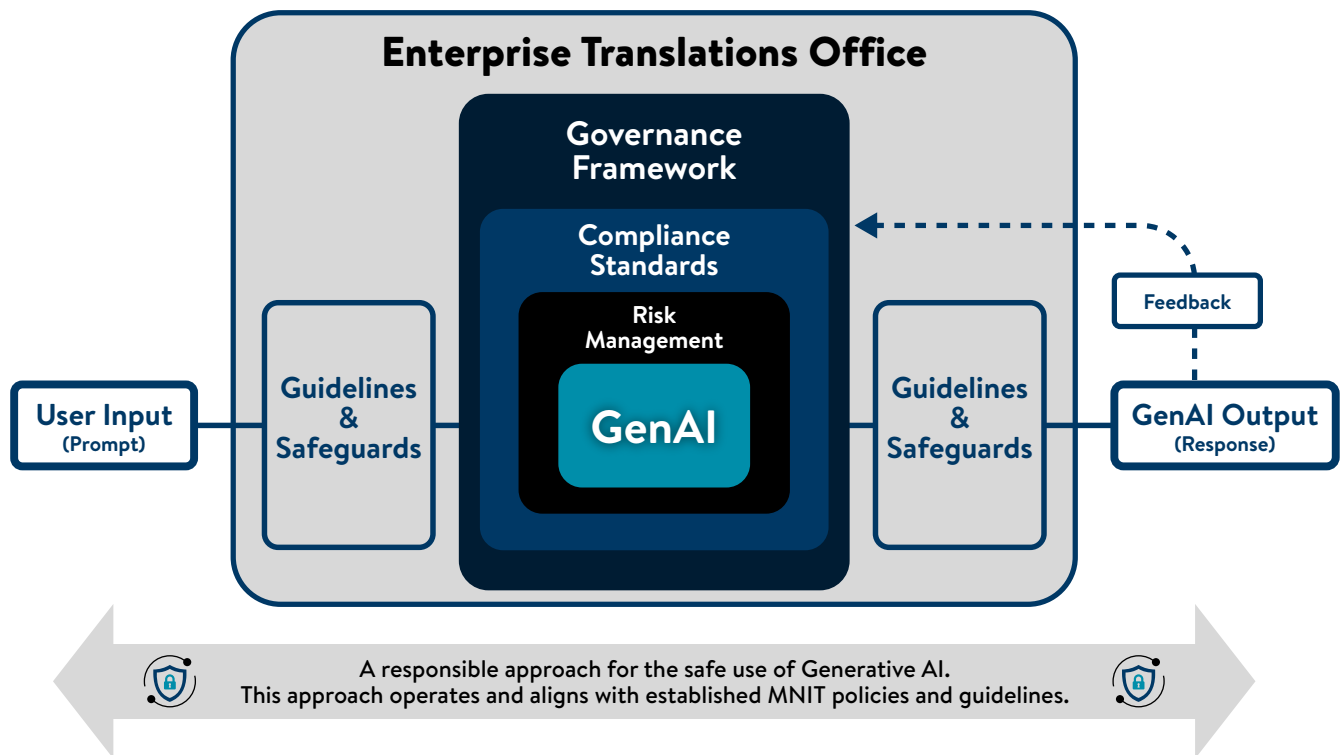 Enterprise Translations Office
Governance
Framework
Compliance
Standards
Risk
Management
GenAI
User Input
(Prompt)
Guidelines
&
Safeguards
Guidelines
&
Safeguards
Feedback
GenAI Output
(Response)
A responsible approach for the safe use of Generative AI.
This approach operates and aligns with established MNIT policies and guidelines.